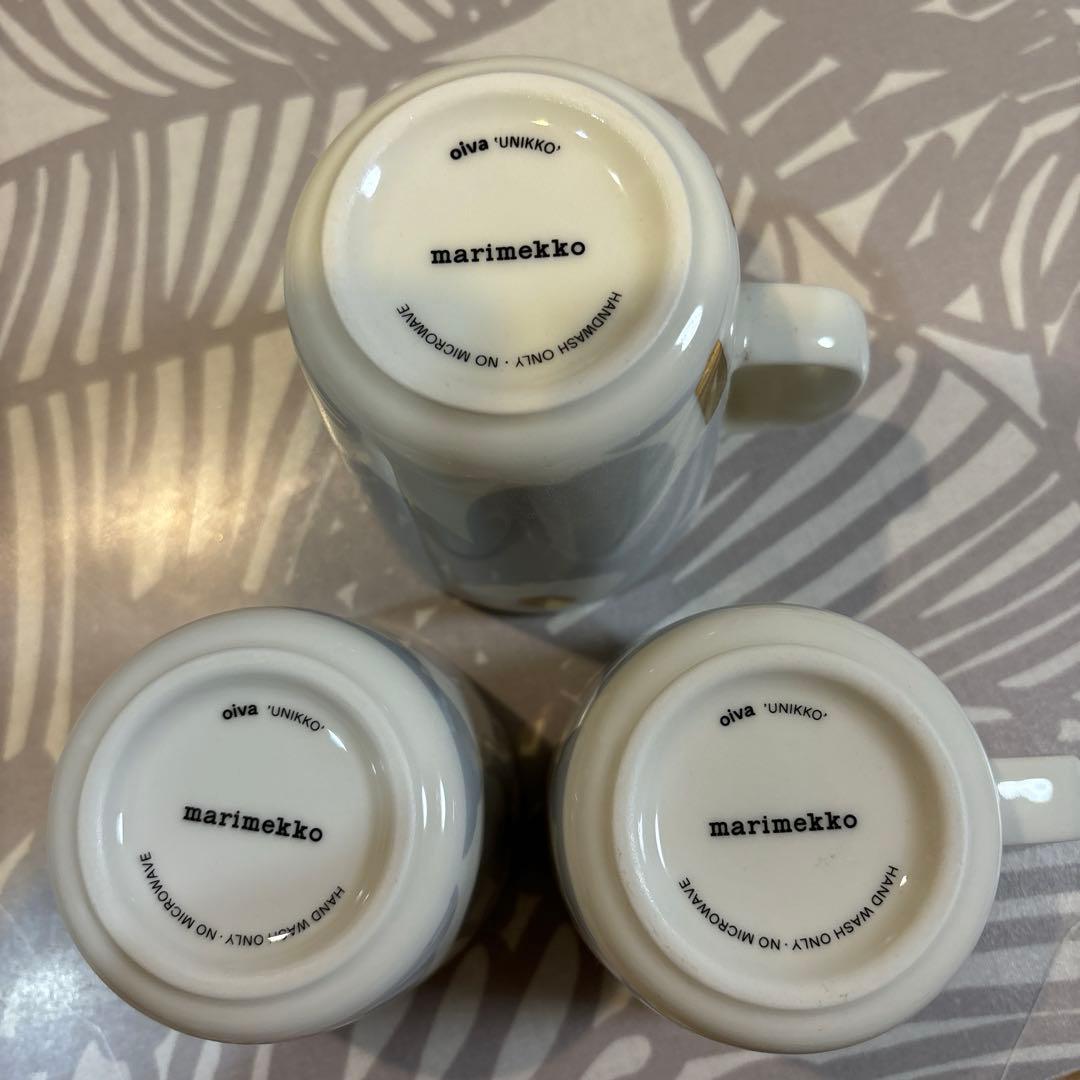 oiva 'UNIKKO'
marimekko
HANDWASH ONLY · NO MICROWAVE
oiva 'UNIKKO'
marimekko
HAND WASH ONLY · NO MICROWAVE
oiva 'UNIKKO'
marimekko
HAND WASH ONLY · NO MICROWAVE